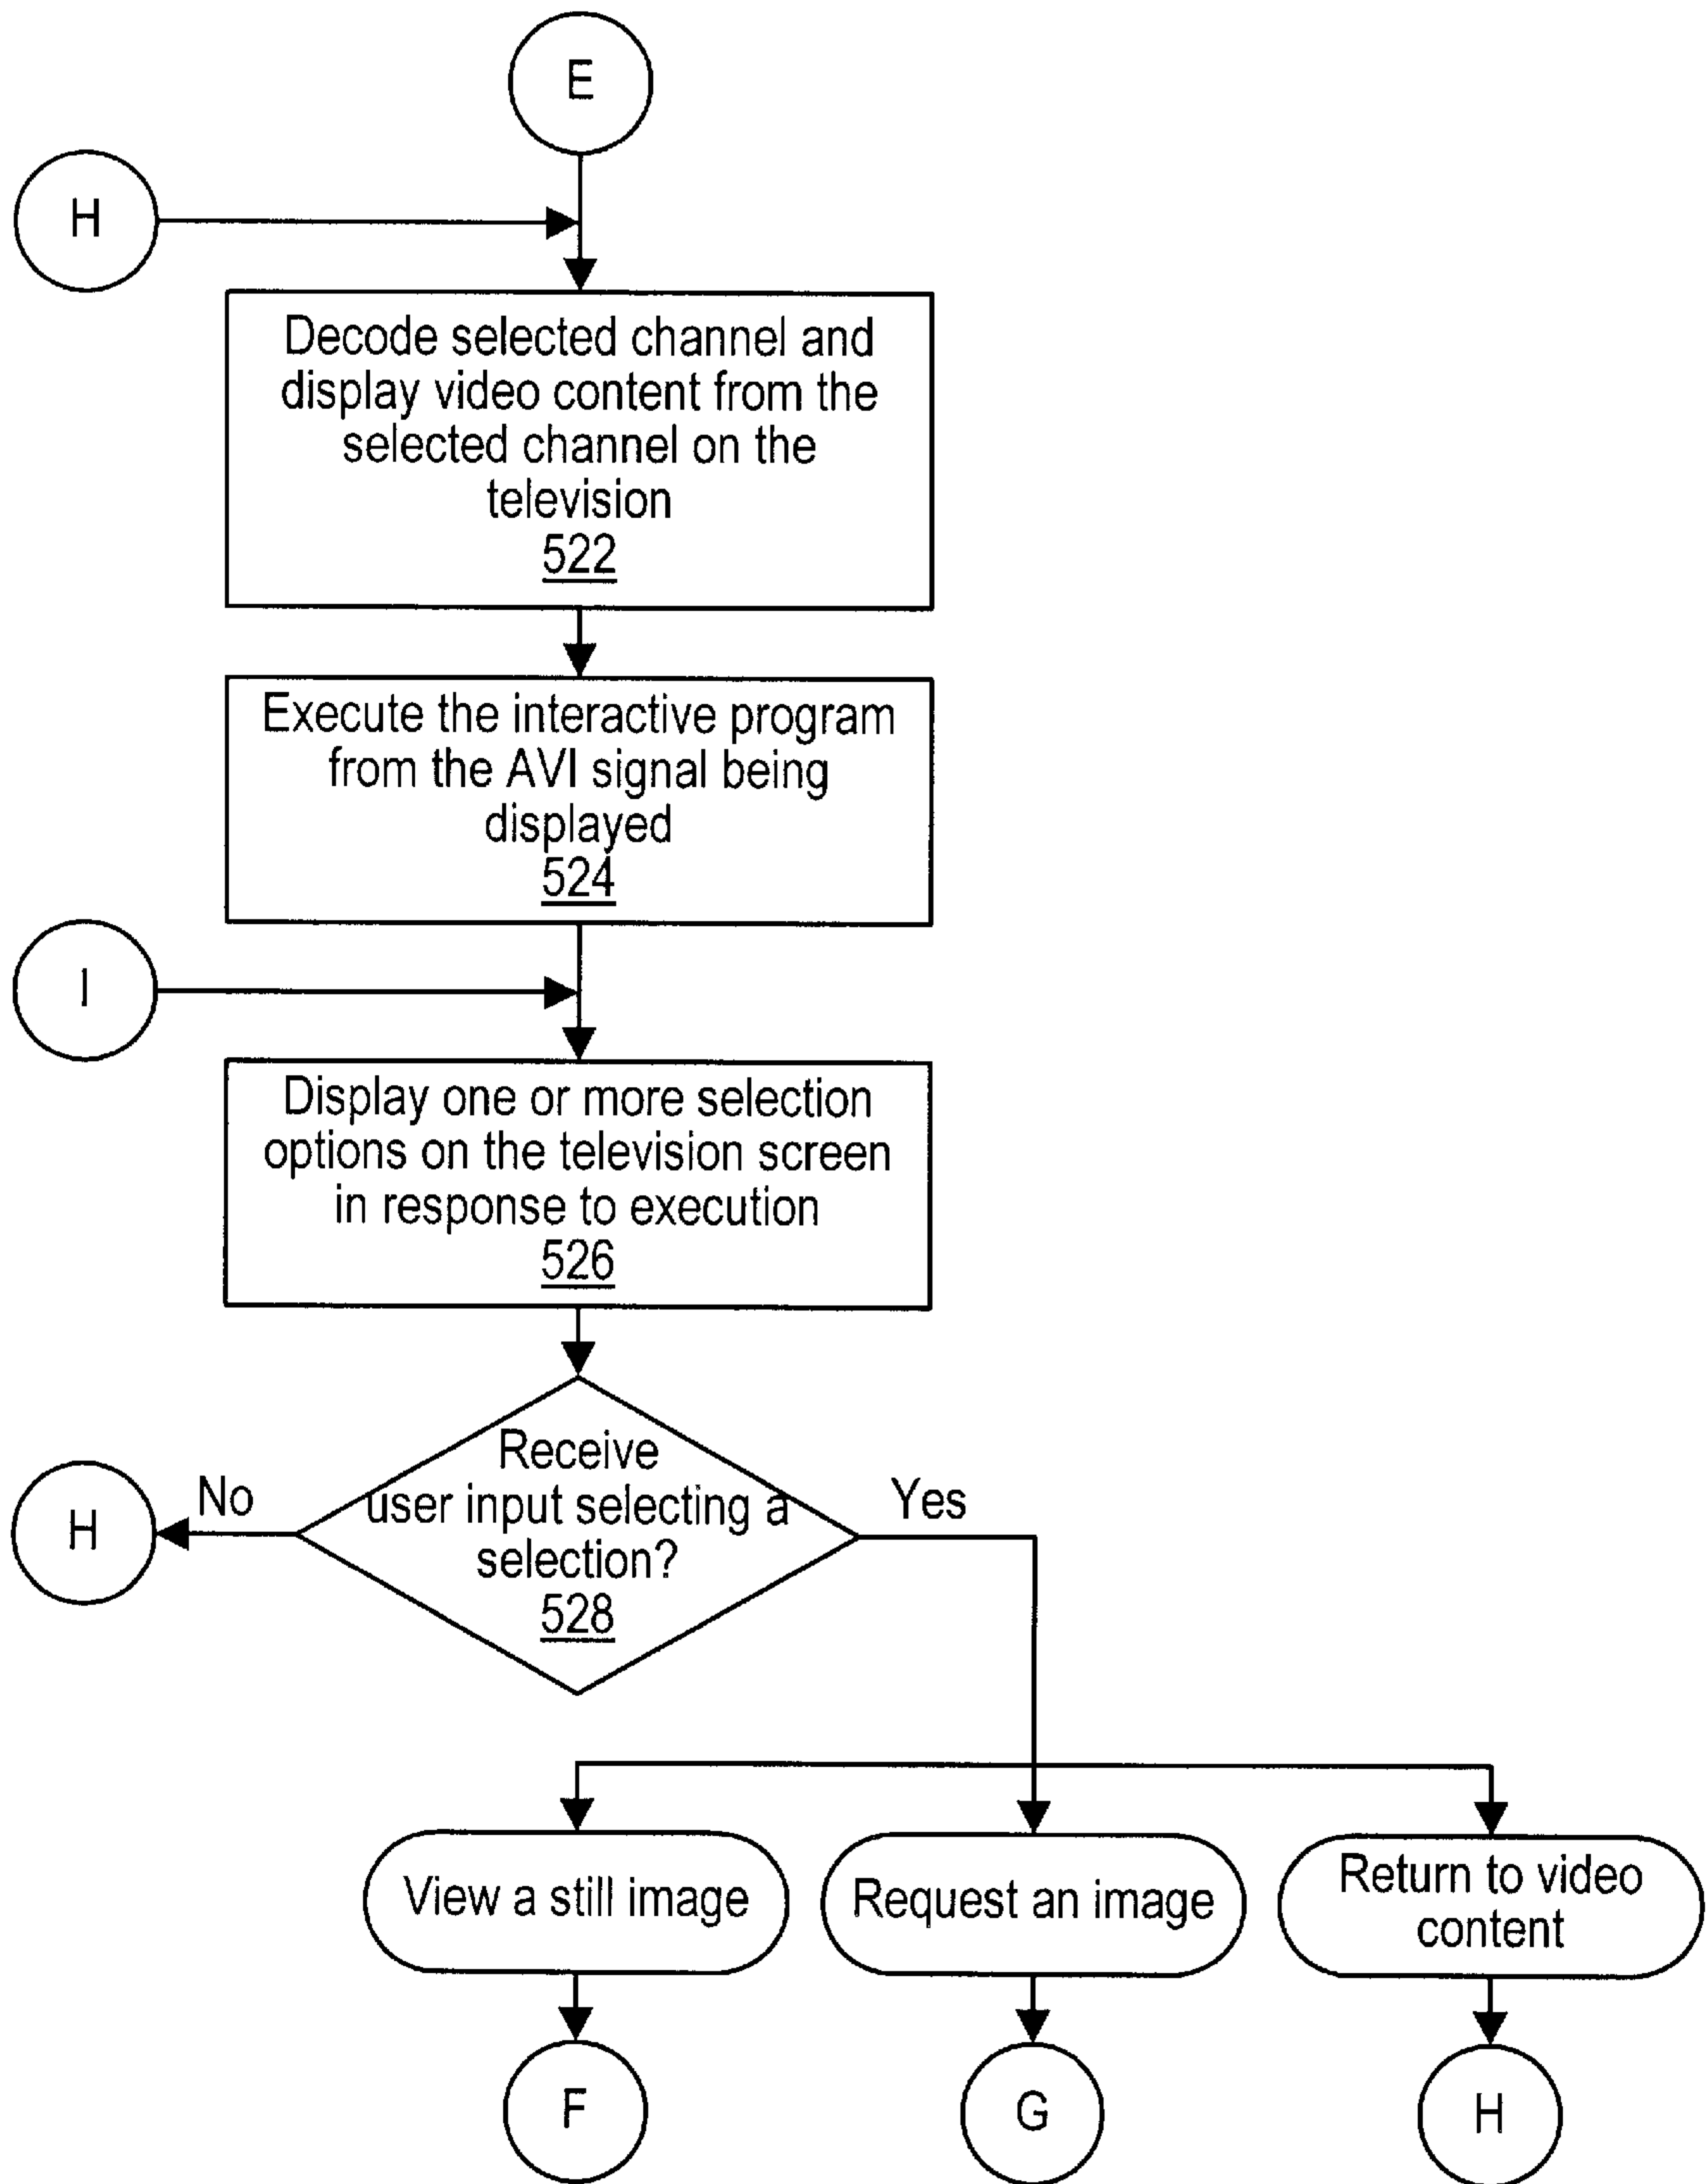 E
H
Decode selected channel and
display video content from the
selected channel on the
television
522
Execute the interactive program
from the AVI signal being
displayed
524
I
Display one or more selection
options on the television screen
in response to execution
526
Receive
user input selecting a
selection?
528
No
Yes
H
View a still image
Request an image
Return to video
content
F
G
H